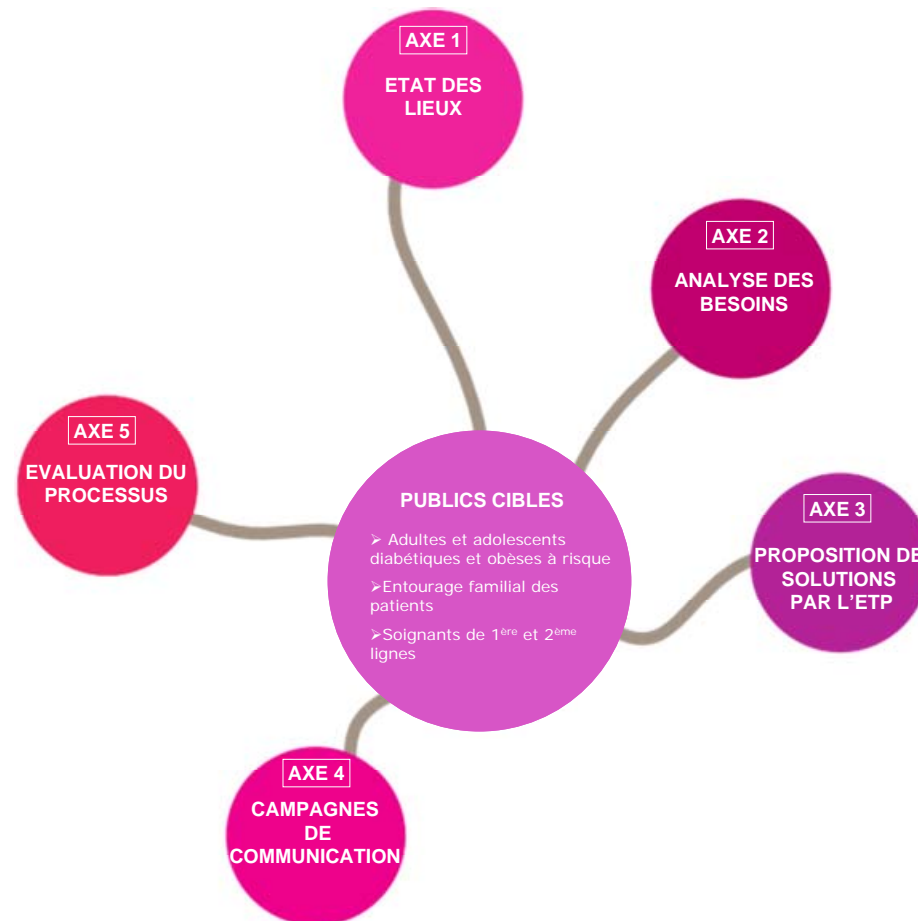 AXE 1
ETAT DES
LIEUX
AXE 2
ANALYSE DES
BESOINS
AXE 3
PROPOSITION DE
SOLUTIONS
PAR L’ETP
AXE 4
CAMPAGNES
DE
COMMUNICATION
AXE 5
EVALUATION DU
PROCESSUS
PUBLICS CIBLES
➢ Adultes et adolescents
diabétiques et obèses à risque
➢Entourage familial des
patients
➢Soignants de 1ère et 2ème
lignes